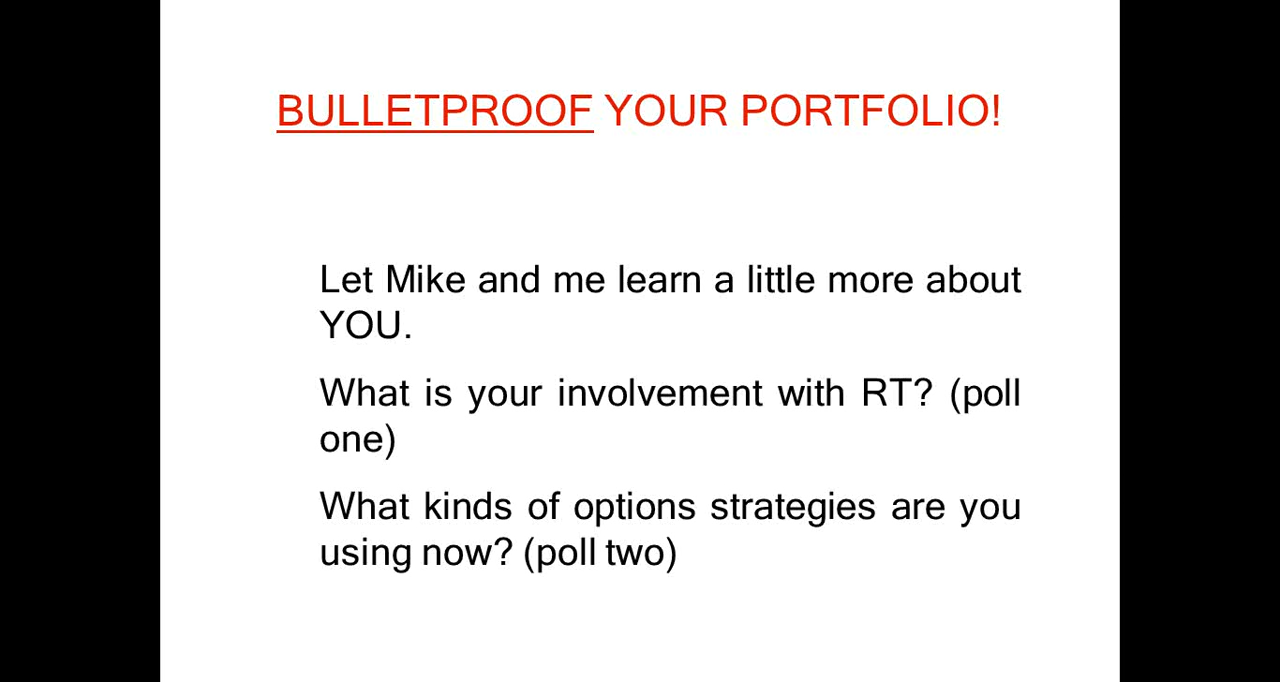 BULLETPROOF YOUR PORTFOLIO!
Let Mike and me learn a little more about
YOU.
What is your involvement with RT? (poll
one)
What kinds of options strategies are you
using now? (poll two)